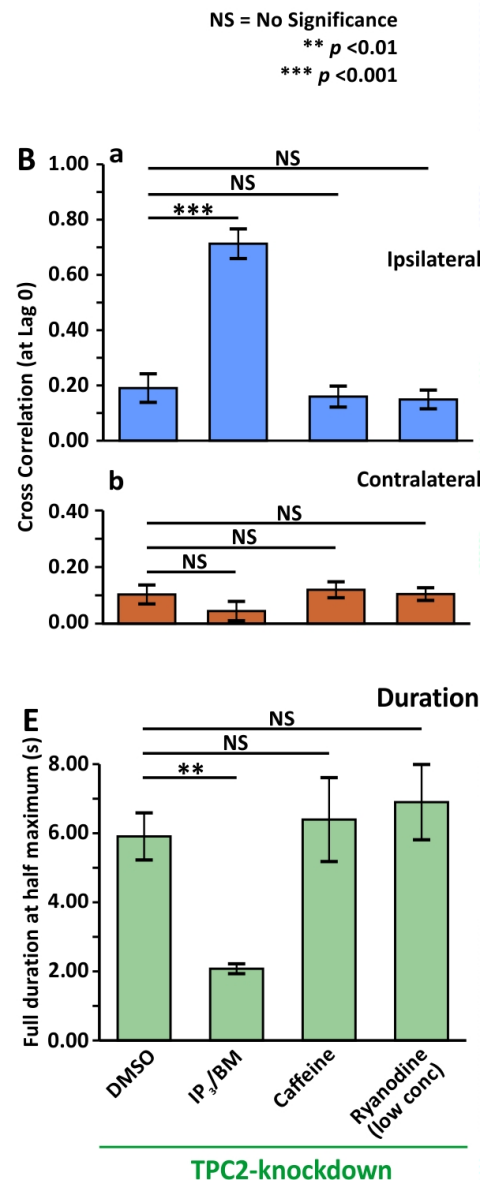 NS = No Significance
** p <0.01
*** p <0.001
B
a
Ipsilateral
NS
NS
***
1.00
0.80
0.60
0.40
0.20
0.00
Cross Correlation (at Lag 0)
b
Contralateral
NS
NS
NS
0.40
0.20
0.00
E
Duration
NS
NS
**
8.00
6.00
4.00
2.00
0.00
Full duration at half maximum (s)
DMSO
IP₃/BM
Caffeine
Ryanodine
(low conc)
TPC2-knockdown